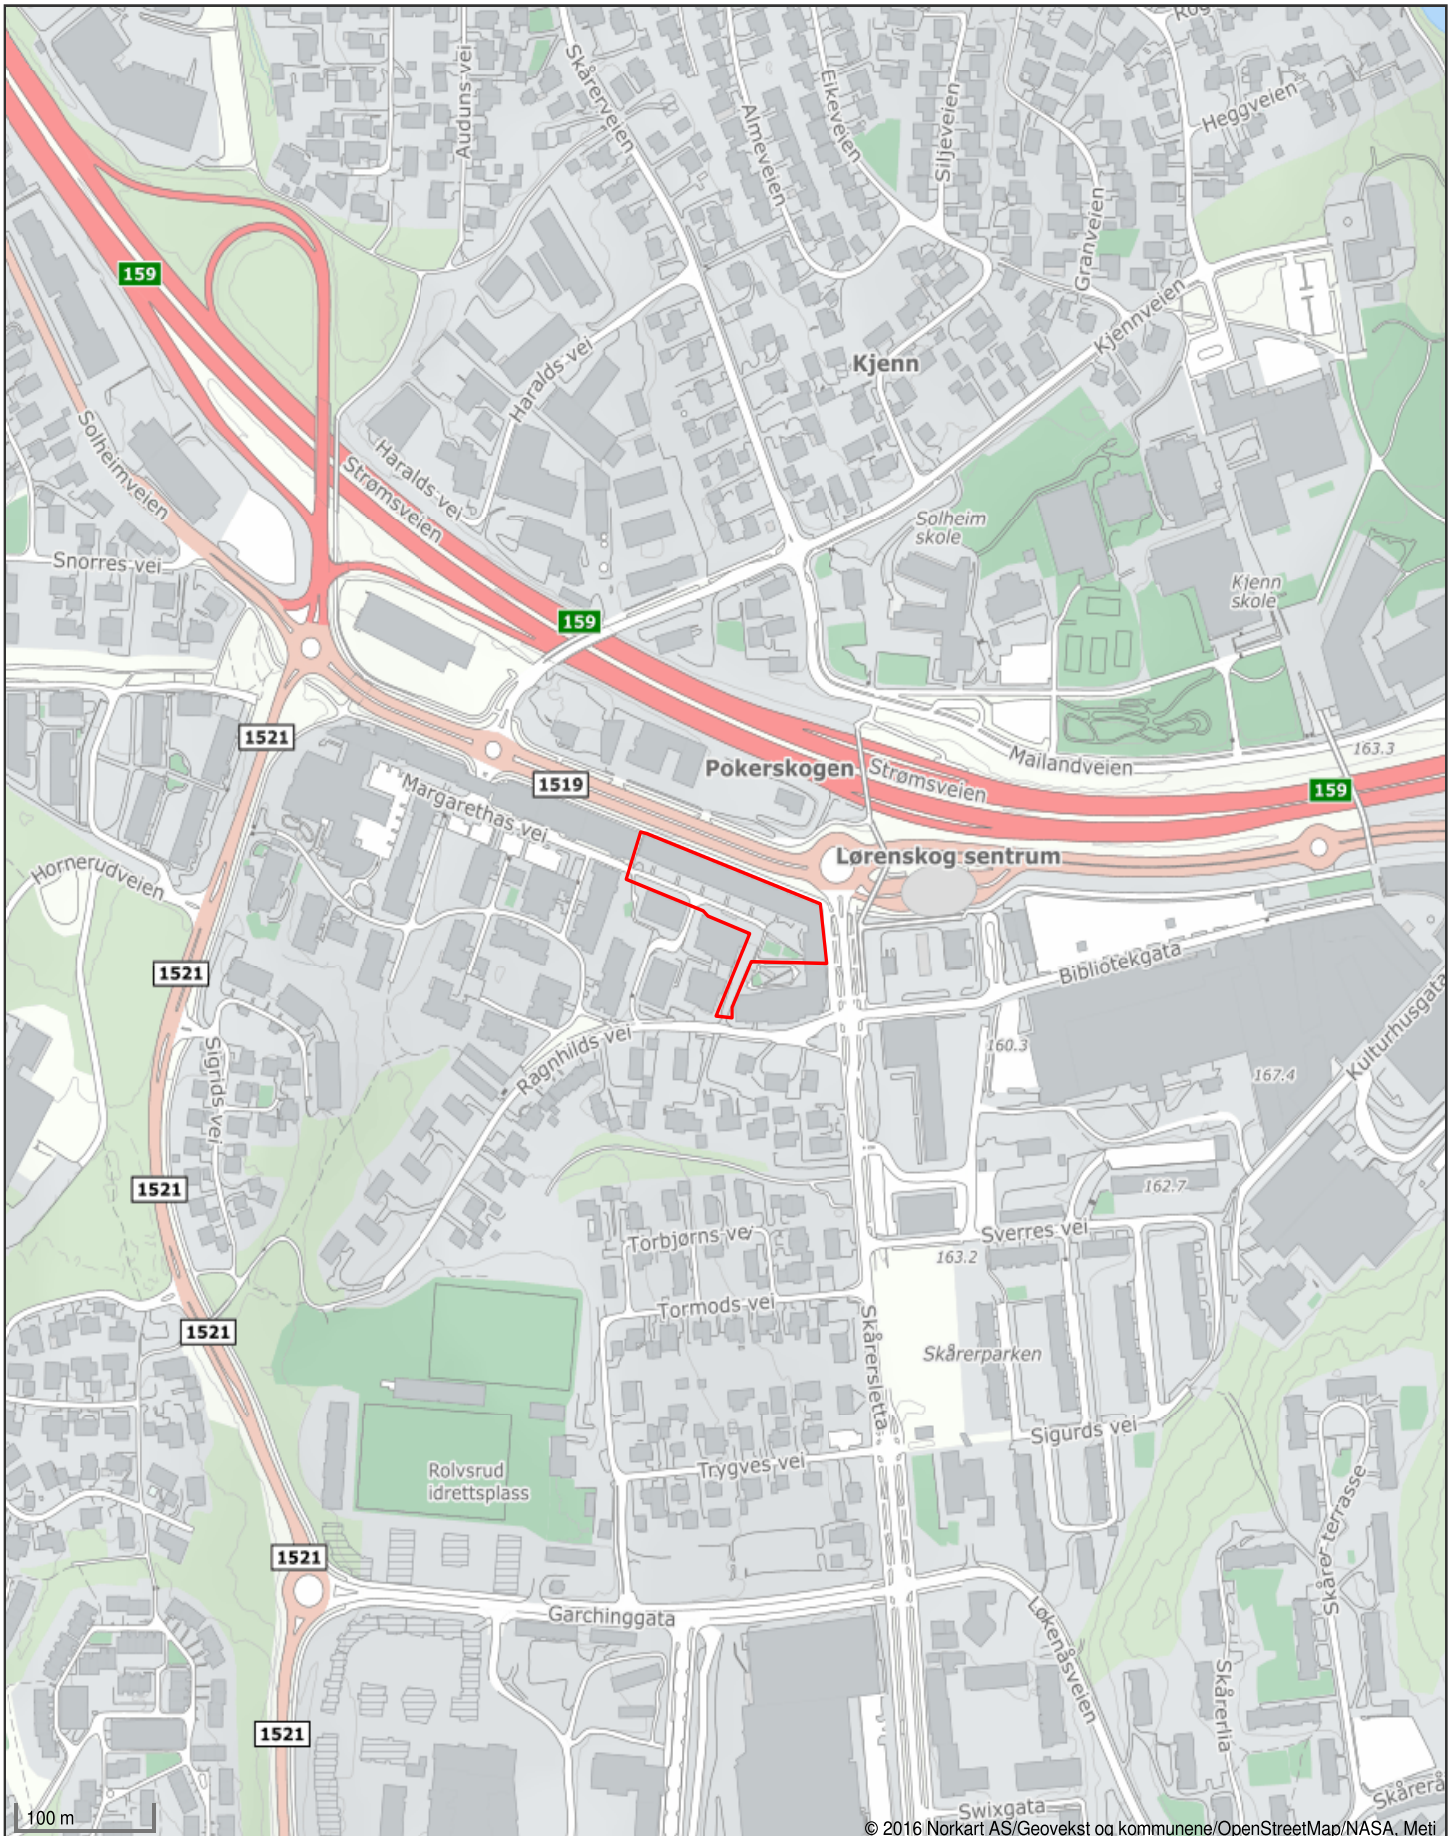 Skårerveien
Auduns vei
Almeveien
Eikeveien
Siljeveien
Heggveien
Granveien
159
Kjennveien
Kjenn
Haralds vei
Haralds vei
Strømsveien
Solheimveien
Solheim
skole
Snorres vei
Kjenn
skole
159
1521
1519
Pokerskogen
Strømsveien
Mailandveien
163.3
159
Margarethas vei
Lørenskog sentrum
Hornerudveien
1521
Bibliotekgata
Ragnhilds vei
Sigrids vei
160.3
167.4
Kulturhusgata
1521
162.7
Torbjørns vei
Sverres vei
163.2
Tormods vei
1521
Skårersletta
Skårerparken
Sigurds vei
Trygves vei
Rolvsrud
idrettsplass
Skårer terrasse
1521
Garchinggata
Løkenåsveien
Skårerlia
1521
Swixgata
100 m
© 2016 Norkart AS/Geovekst og kommunene/OpenStreetMap/NASA, Meti